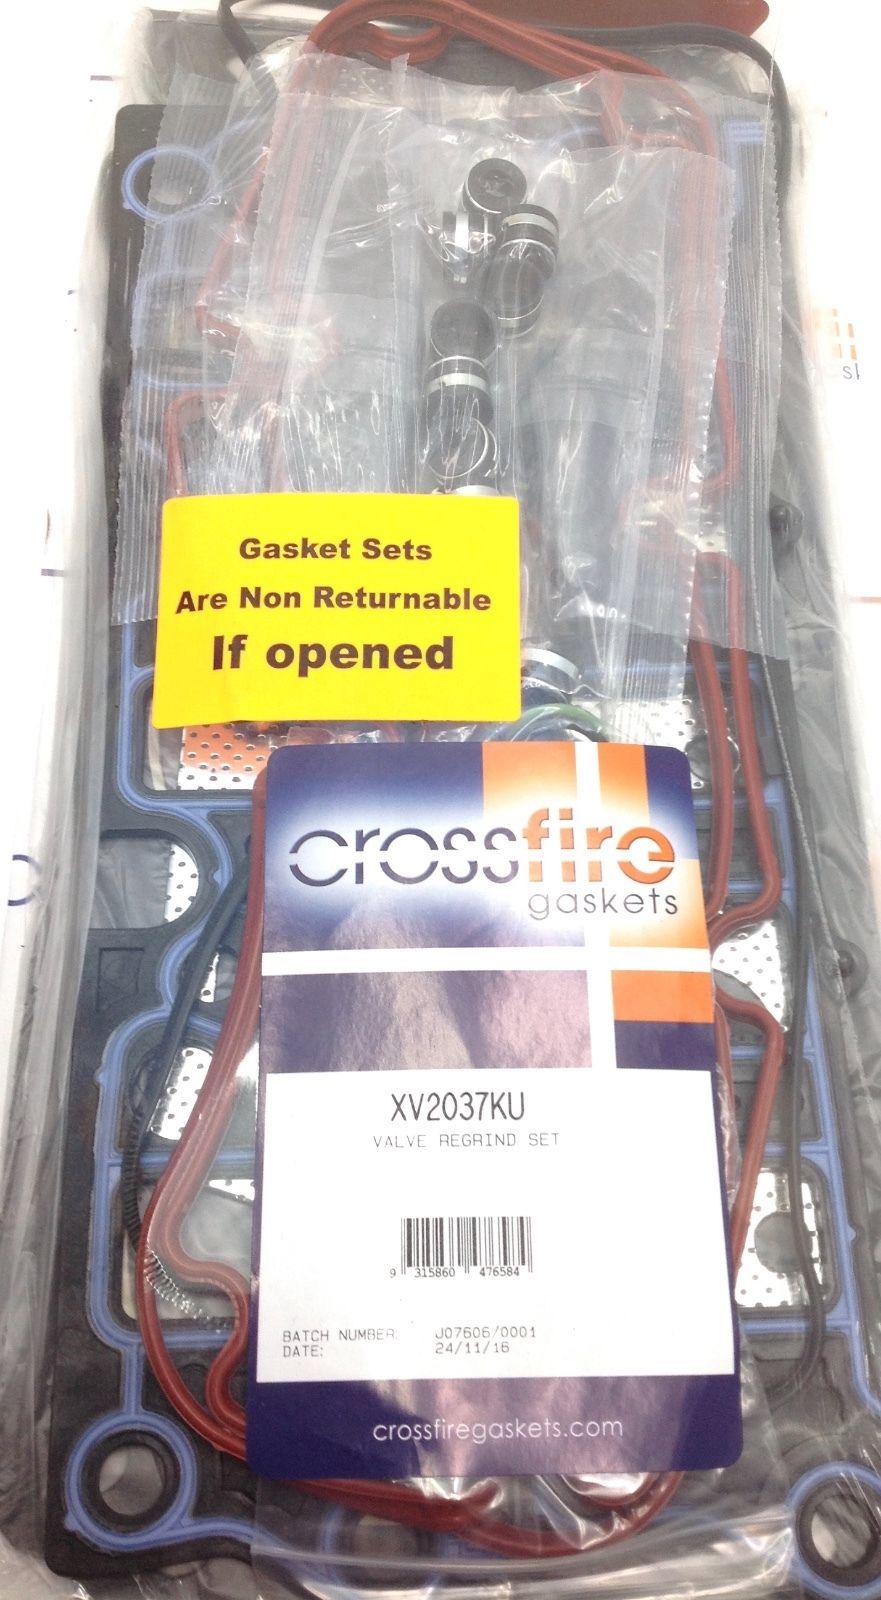 Gasket Sets
Are Non Returnable
If opened
crossfire
gaskets
XV2037KU
VALVE REGRIND SET
9 315860 476584
BATCH NUMBER: J07606/0001
DATE: 24/11/16
crossfiregaskets.com